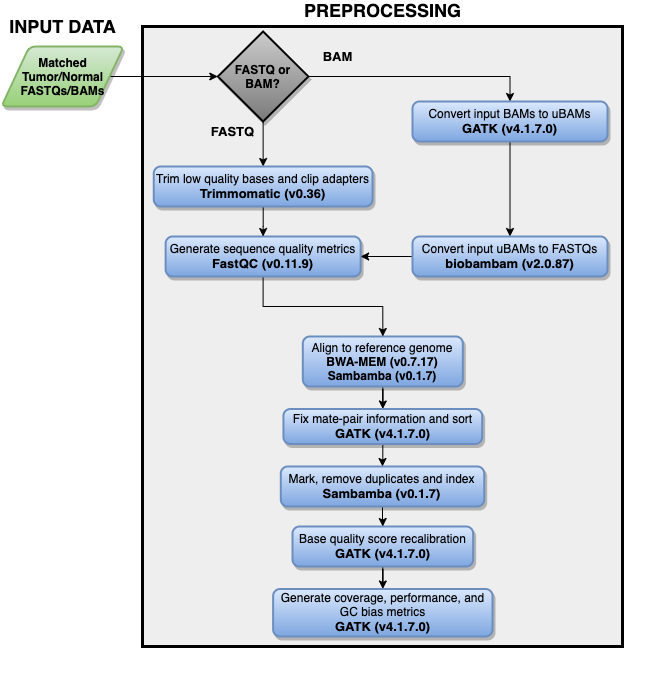 PREPROCESSING
INPUT DATA
Matched
Tumor/Normal
FASTQs/BAMs
FASTQ or
BAM?
BAM
FASTQ
Convert input BAMs to uBAMs
GATK (v4.1.7.0)
Trim low quality bases and clip adapters
Trimmomatic (v0.36)
Generate sequence quality metrics
FastQC (v0.11.9)
Convert input uBAMs to FASTQs
biobambam (v2.0.87)
Align to reference genome
BWA-MEM (v0.7.17)
Sambamba (v0.1.7)
Fix mate-pair information and sort
GATK (v4.1.7.0)
Mark, remove duplicates and index
Sambamba (v0.1.7)
Base quality score recalibration
GATK (v4.1.7.0)
Generate coverage, performance, and
GC bias metrics
GATK (v4.1.7.0)